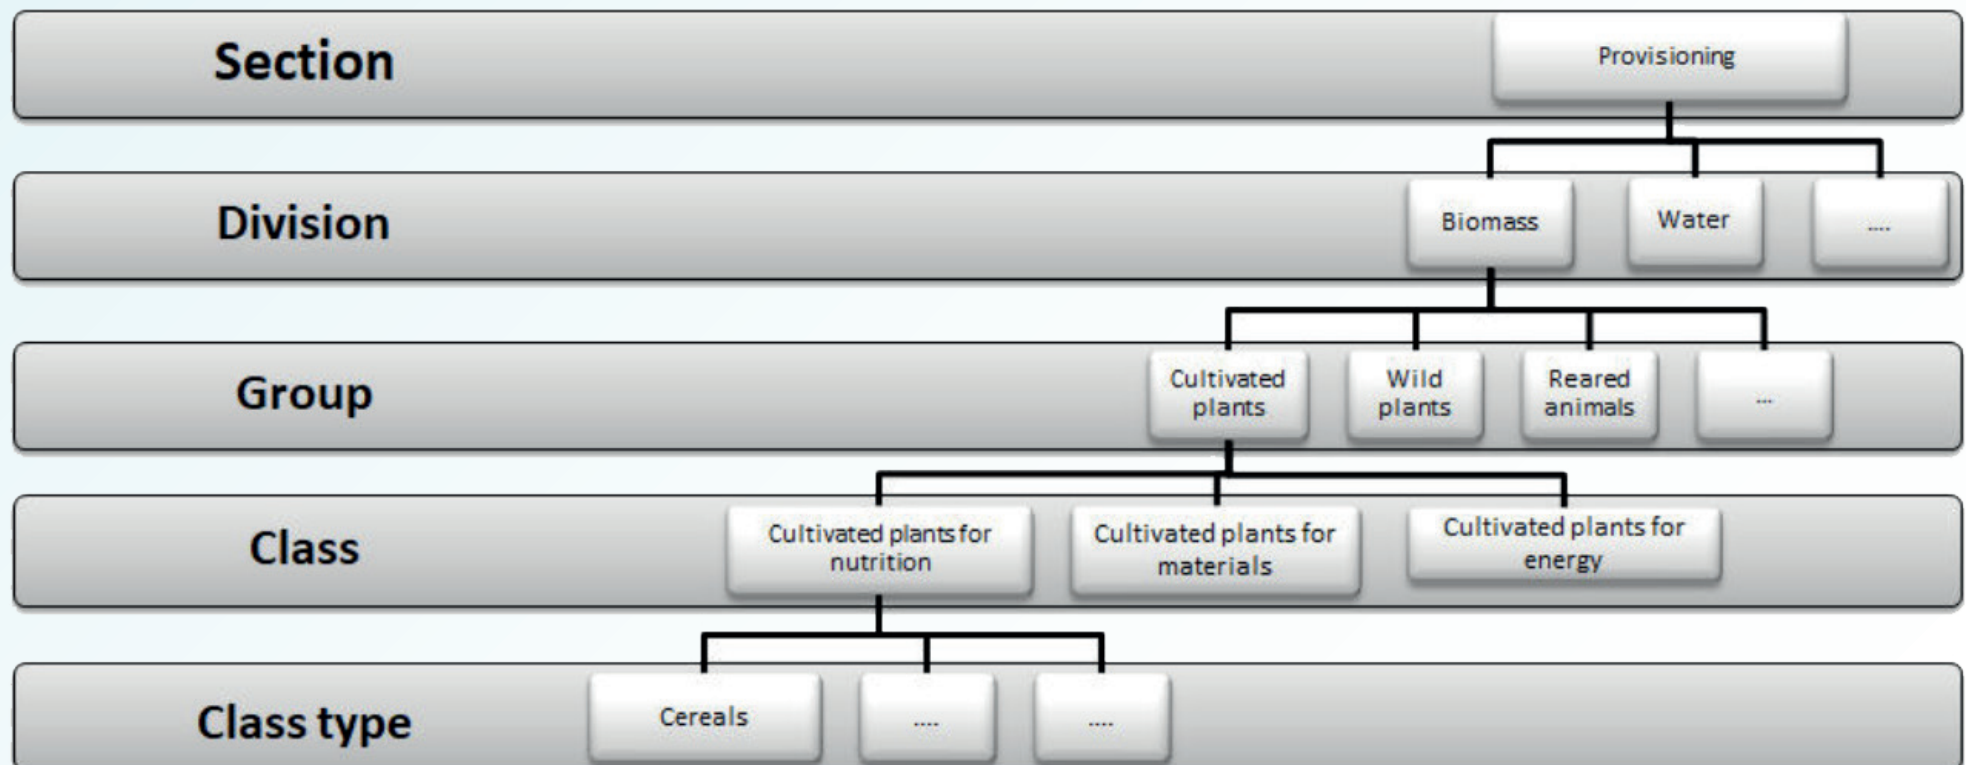 Section
Provisioning
Division
Biomass
Water
....
Group
Cultivated
plants
Wild
plants
Reared
animals
...
Class
Cultivated plants for
nutrition
Cultivated plants for
materials
Cultivated plants for
energy
Class type
Cereals
....
....